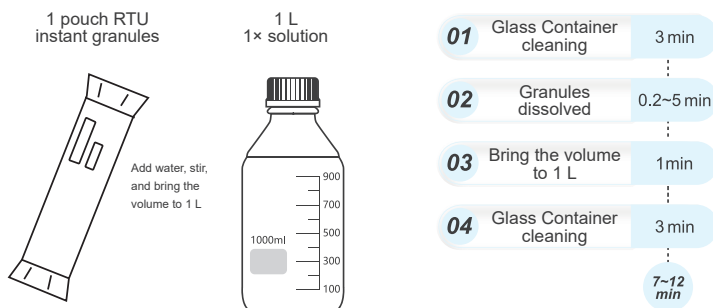 1 pouch RTU
instant granules
1 L
1× solution
Add water, stir,
and bring the
volume to 1 L
900
700
500
300
100
1000ml
01 Glass Container
cleaning 3 min
02 Granules
dissolved 0.2~5 min
03 Bring the volume
to 1 L 1min
04 Glass Container
cleaning 3 min
7~12
min